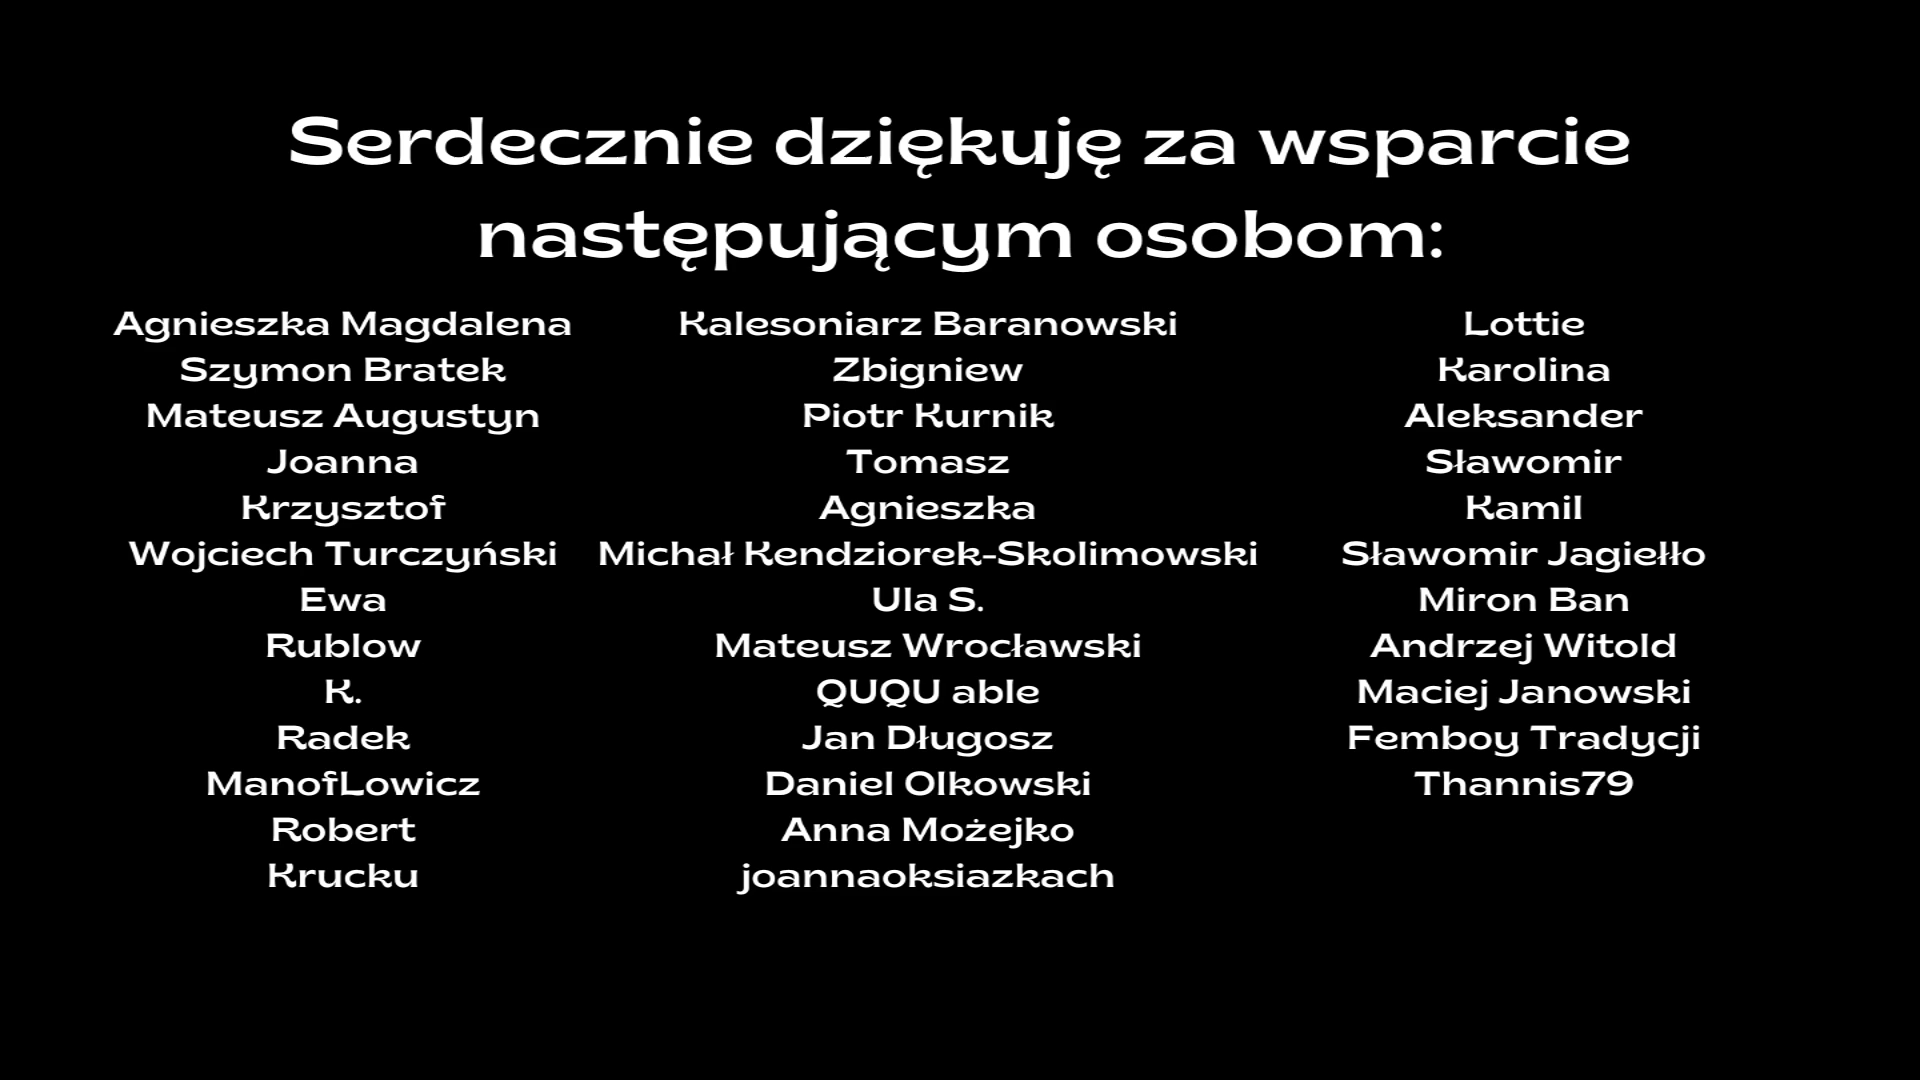 Serdecznie dziękuję za wsparcie
następującym osobom:
Agnieszka Magdalena
Szymon Bratek
Mateusz Augustyn
Joanna
Krzysztof
Wojciech Turczyński
Ewa
Rublow
K.
Radek
ManofLowicz
Robert
Krucku
Kalesoniarz Baranowski
Zbigniew
Piotr Kurnik
Tomasz
Agnieszka
Michał Kendziorek-Skolimowski
Ula S.
Mateusz Wrocławski
QUQU able
Jan Długosz
Daniel Olkowski
Anna Możejko
joannaoksiazkach
Lottie
Karolina
Aleksander
Sławomir
Kamil
Sławomir Jagiełło
Miron Ban
Andrzej Witold
Maciej Janowski
Femboy Tradycji
Thannis79